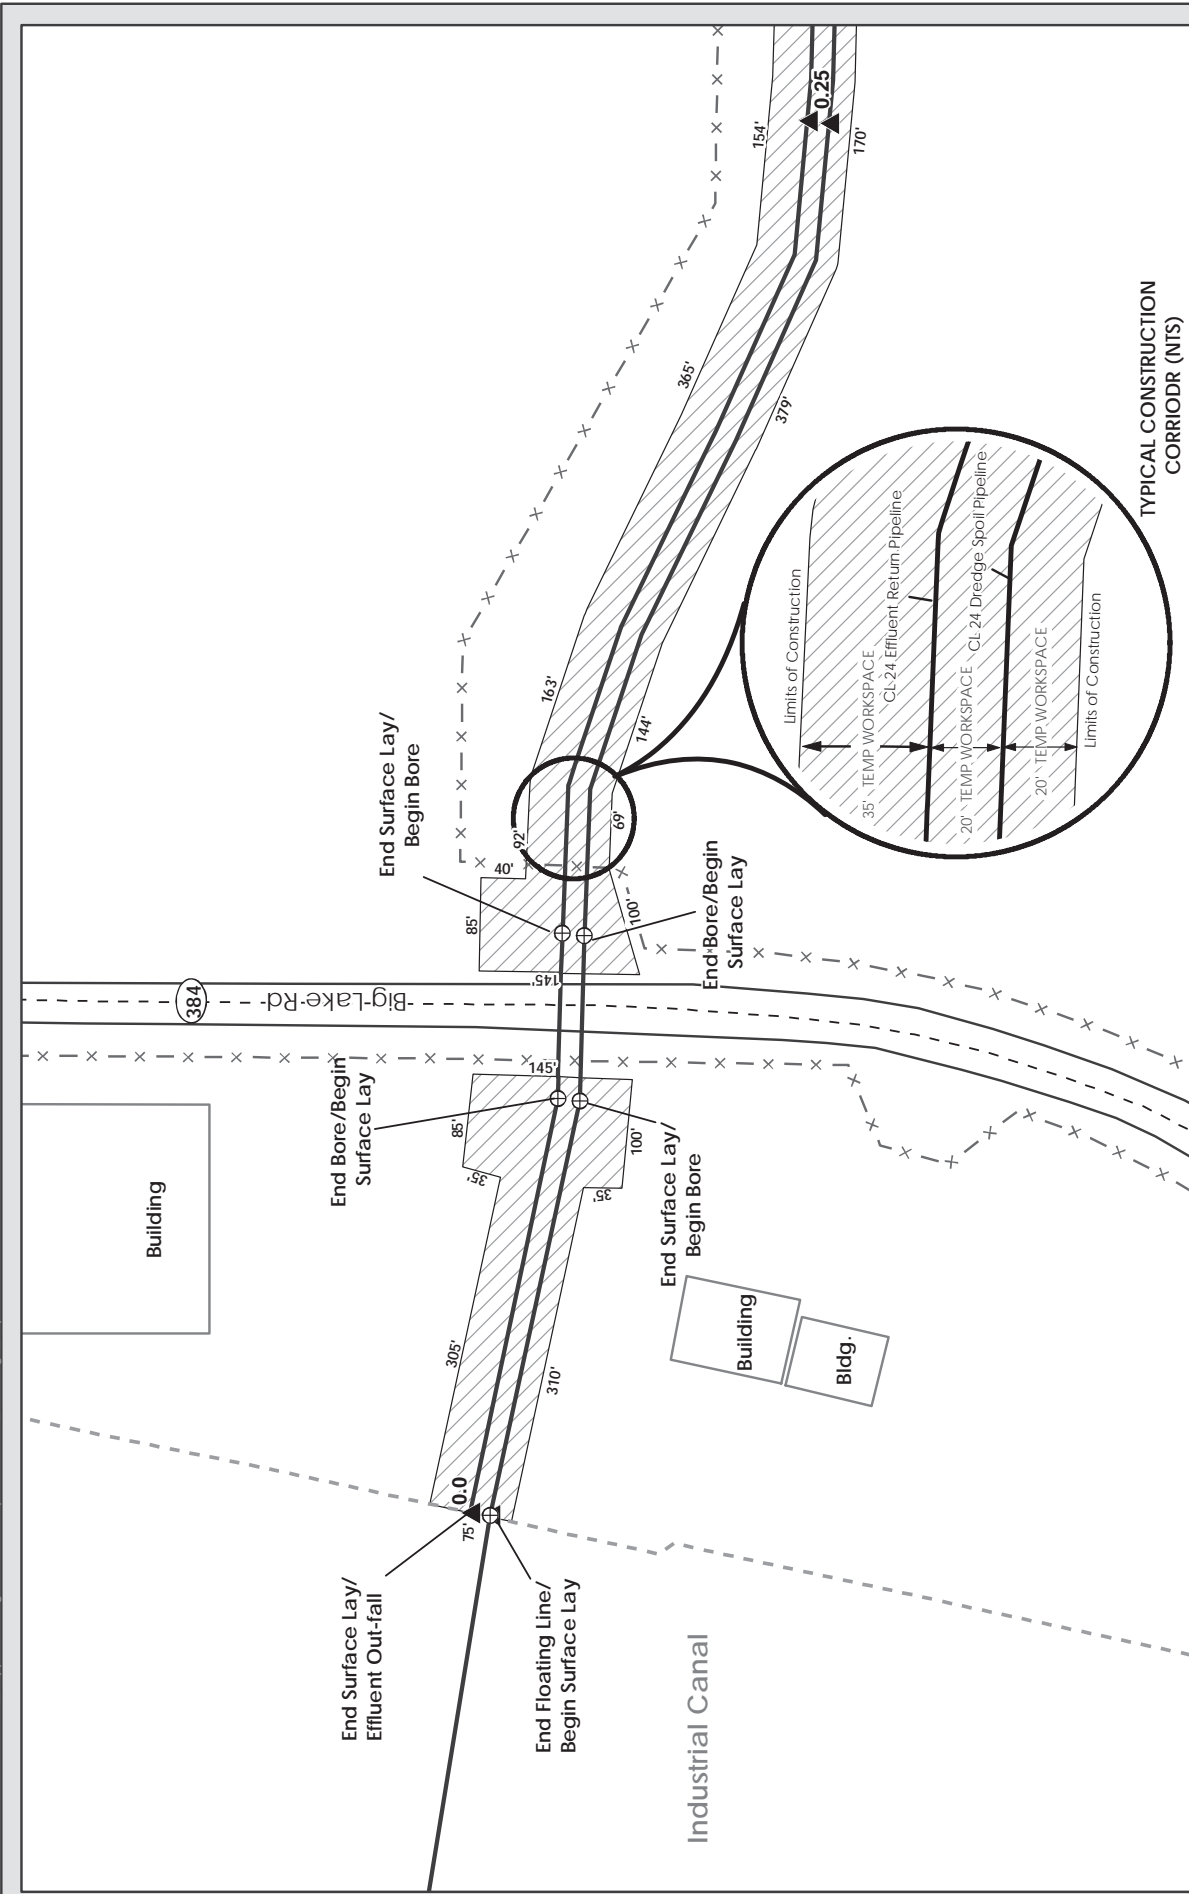 0.25
154'
170'
365'
379'
163'
144'
92'
69'
40'
85'
100'
145'
End Surface Lay/
Begin Bore
End Bore/Begin
Surface Lay
384
Big Lake Rd
145'
85'
100'
35'
35'
End Bore/Begin
Surface Lay
End Surface Lay/
Begin Bore
Building
Building
Bldg.
305'
310'
0.0
75'
End Surface Lay/
Effluent Out-fall
End Floating Line/
Begin Surface Lay
Industrial Canal
Limits of Construction
35' TEMP WORKSPACE
CL 24 Effluent Return Pipeline
20' TEMP WORKSPACE
CL 24 Dredge Spoil Pipeline
20' TEMP WORKSPACE
Limits of Construction
TYPICAL CONSTRUCTION
CORRIODR (NTS)